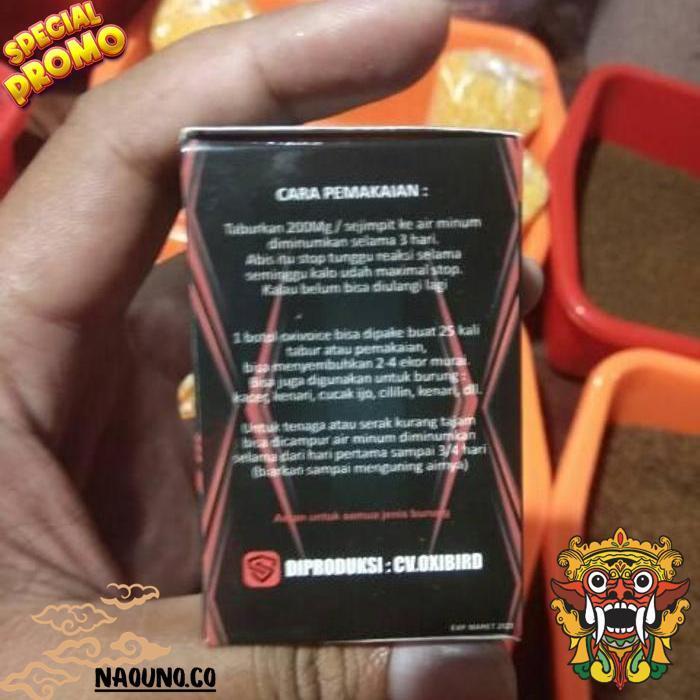 SPECIAL
PROMO
CARA PEMAKAIAN :
Taburkan 200Mg / sejimpit ke air minum
diminumkan selama 3 hari.
Abis itu stop tunggu reaksi selama
seminggu kalo udah maximal stop.
Kalau belum bisa diulangi lagi
1 botol oxivoice bisa dipake buat 25 kali
tabur atau pemakaian,
bisa menyembuhkan 2-4 ekor murai.
Bisa juga digunakan untuk burung :
kacer, kenari, cucak ijo, cililin, kenari, dll.
Untuk tenaga atau serak kurang tajam
bisa dicampur air minum diminumkan
selama dari hari pertama sampai 3/4 hari
(biarkan sampai menguning airnya)
Aman untuk semua jenis burung
DIPRODUKSI : CV.OXIBIRD
EXP MARET
NAOUNO.CO